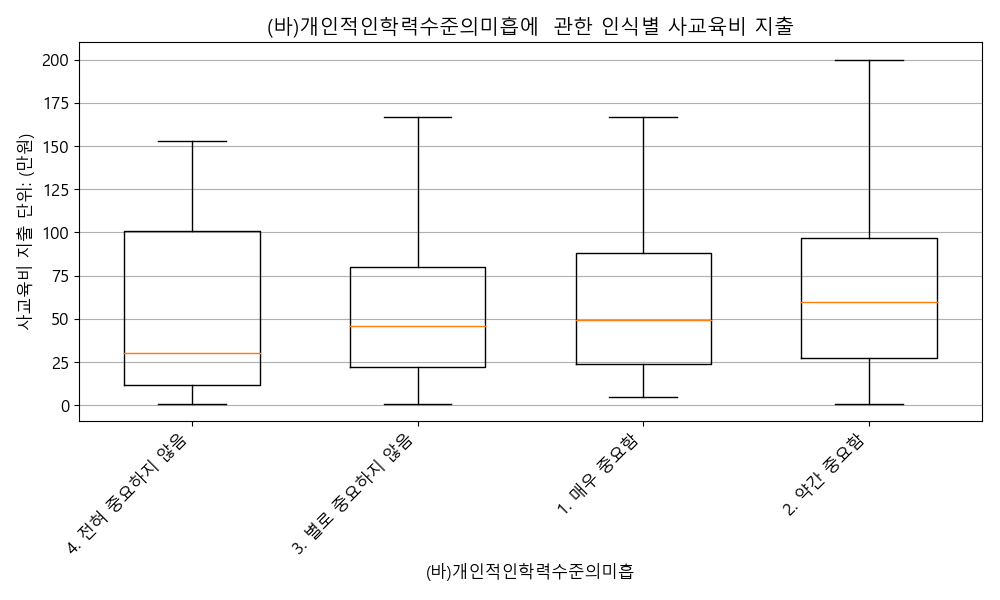 (바)개인적인학력수준의미흡에  관한 인식별 사교육비 지출
사교육비 지출 단위: (만원)
200
175
150
125
100
75
50
25
0
4. 전혀 중요하지 않음
3. 별로 중요하지 않음
1. 매우 중요함
2. 약간 중요함
(바)개인적인학력수준의미흡